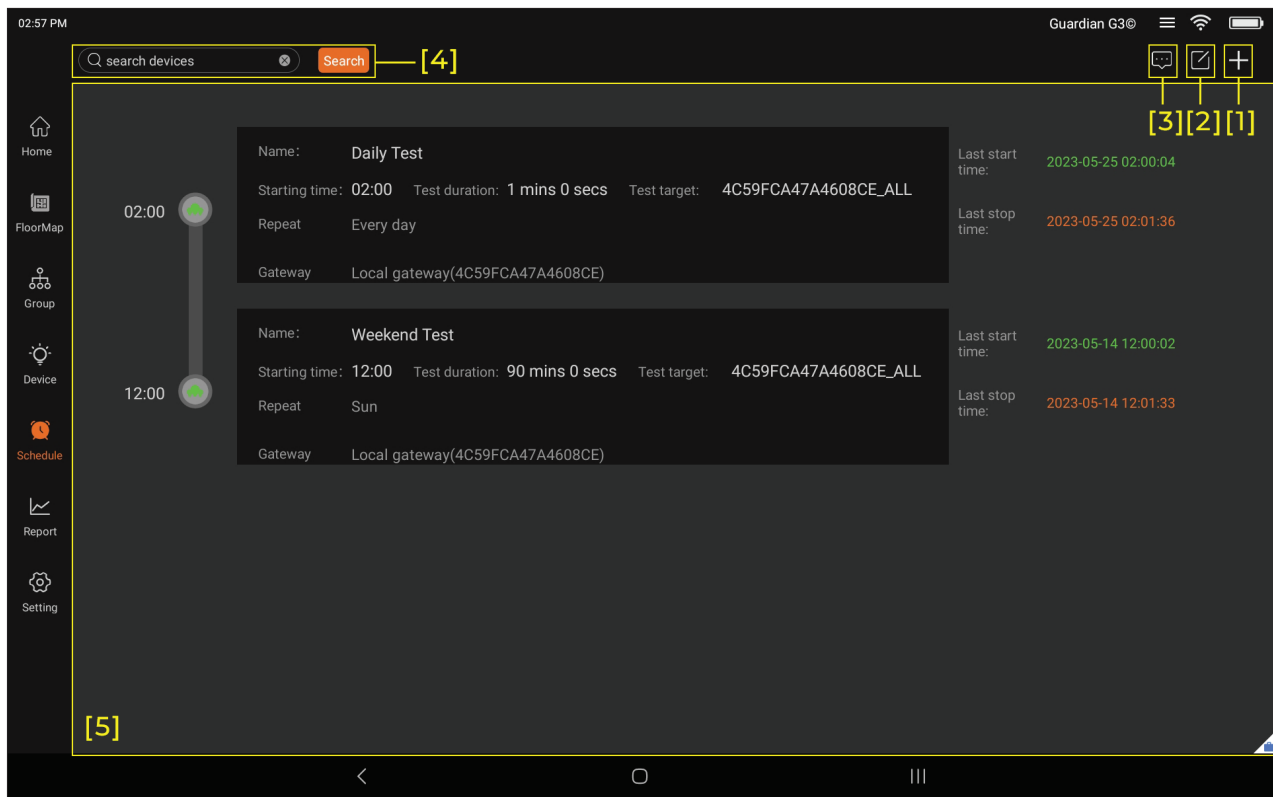 02:57 PM
Guardian G3©
search devices
Search
[4]
[3][2][1]
Home
FloorMap
Group
Device
Schedule
Report
Setting
02:00
Name: Daily Test
Starting time: 02:00 Test duration: 1 mins 0 secs Test target: 4C59FCA47A4608CE_ALL
Repeat Every day
Gateway Local gateway(4C59FCA47A4608CE)
Last start
time:
2023-05-25 02:00:04
Last stop
time:
2023-05-25 02:01:36
12:00
Name: Weekend Test
Starting time: 12:00 Test duration: 90 mins 0 secs Test target: 4C59FCA47A4608CE_ALL
Repeat Sun
Gateway Local gateway(4C59FCA47A4608CE)
Last start
time:
2023-05-14 12:00:02
Last stop
time:
2023-05-14 12:01:33
[5]